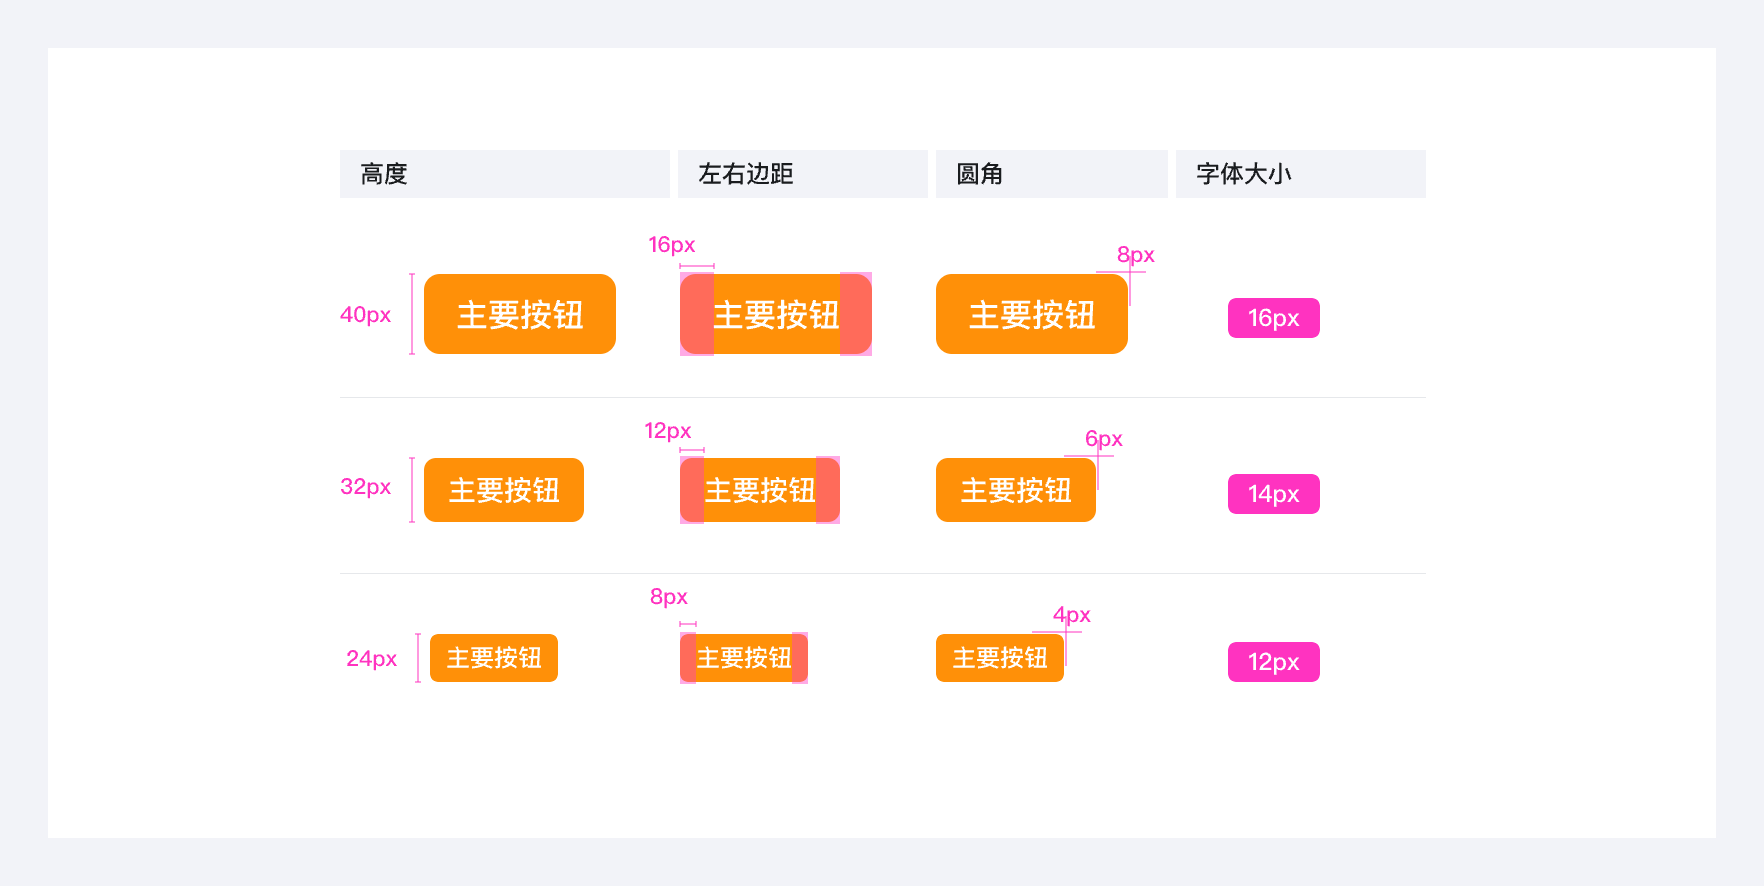 高度 左右边距 圆角 字体大小
16px 8px
40px 主要按钮 主要按钮 主要按钮 16px
12px 6px
32px 主要按钮 主要按钮 主要按钮 14px
8px 4px
24px 主要按钮 主要按钮 主要按钮 12px